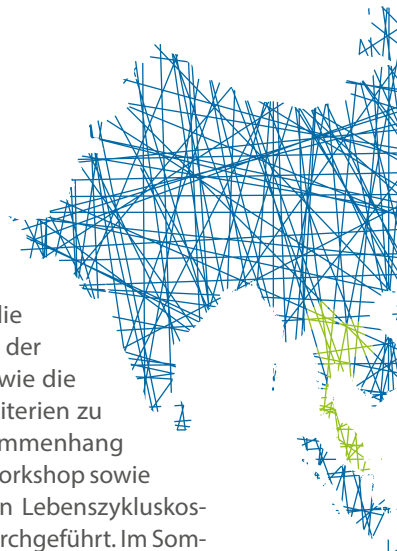 die
der
wie die
iterien zu
mmenhang
orkshop sowie
n Lebenszykluskos-
rchgeführt. Im Som-